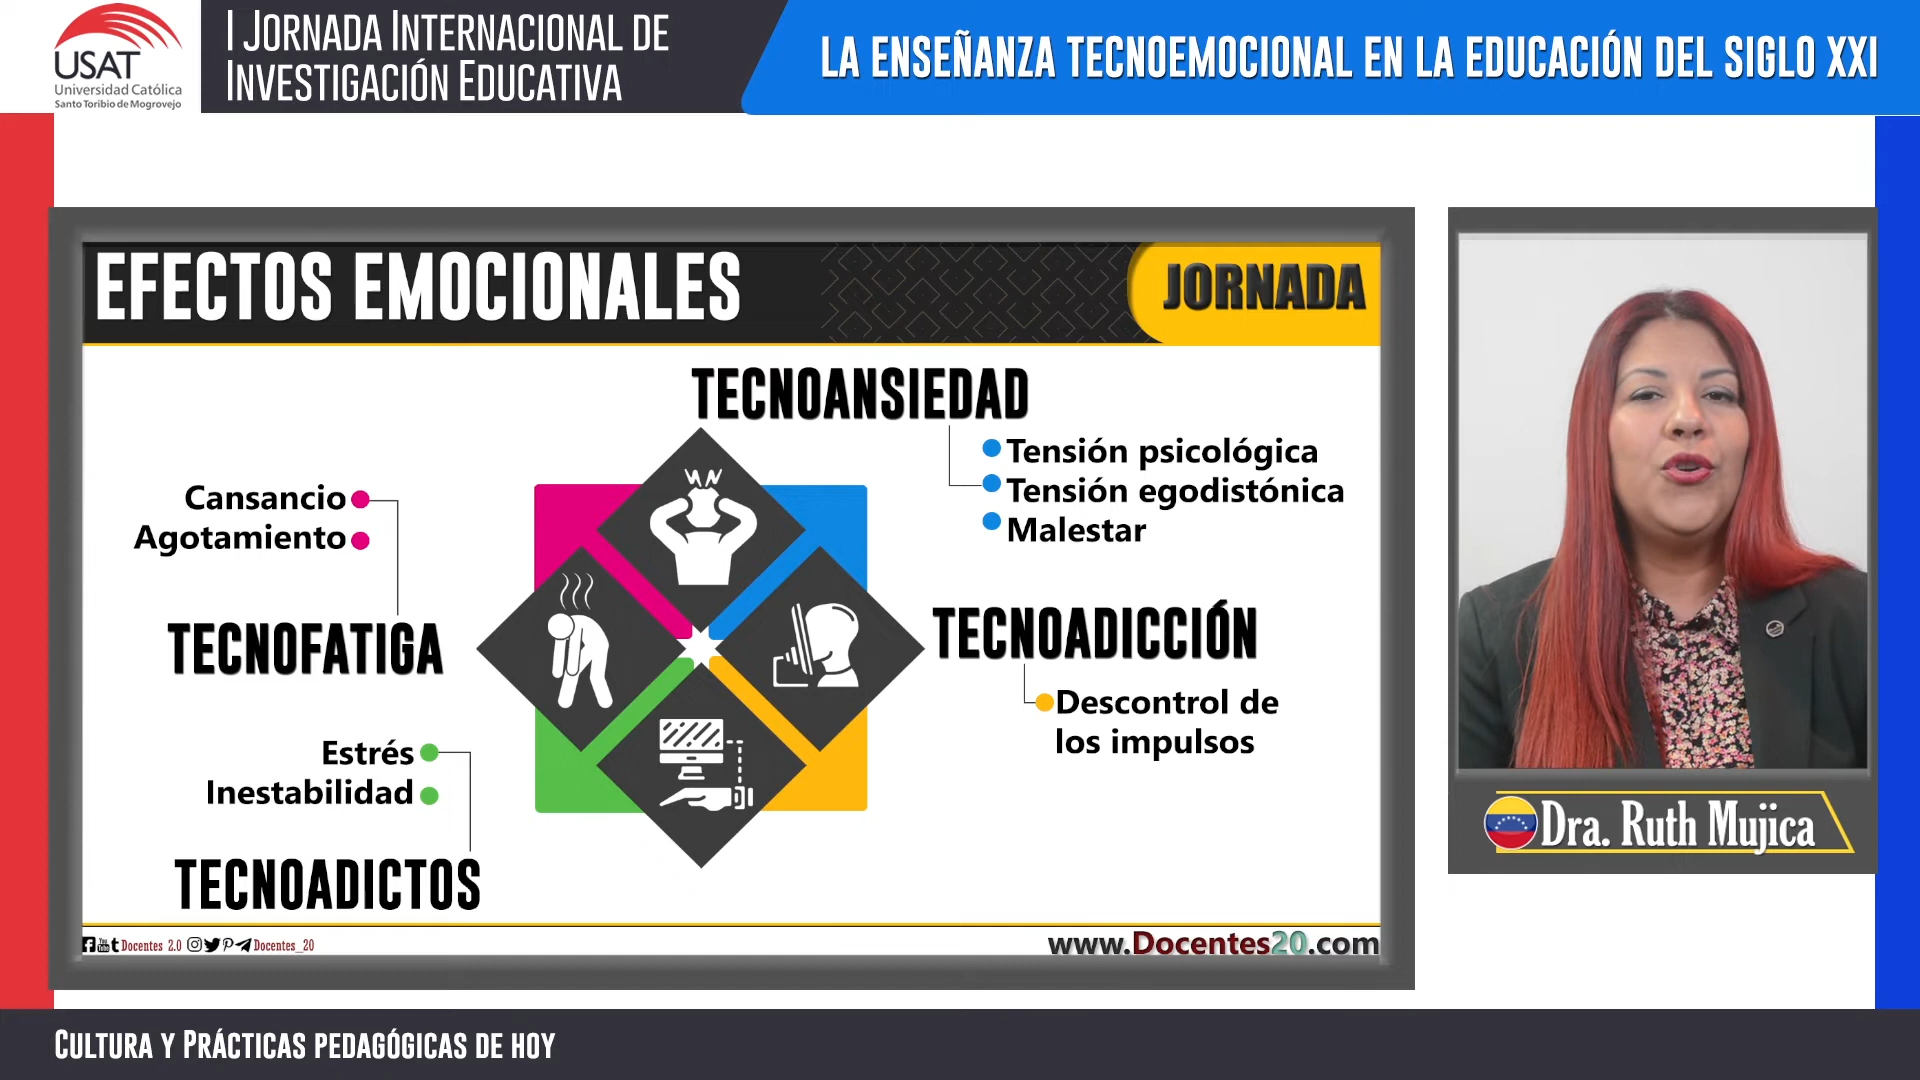 USAT
Universidad Católica
Santo Toribio de Mogrovejo
I JORNADA INTERNACIONAL DE
INVESTIGACIÓN EDUCATIVA
LA ENSEÑANZA TECNOEMOCIONAL EN LA EDUCACIÓN DEL SIGLO XXI
EFECTOS EMOCIONALES
JORNADA
TECNOANSIEDAD
Tensión psicológica
Tensión egodistónica
Malestar
Cansancio
Agotamiento
TECNOFATIGA
TECNOADICCIÓN
Descontrol de
los impulsos
Estrés
Inestabilidad
TECNOADICTOS
Docentes 2.0
Docentes_20
www.Docentes20.com
Dra. Ruth Mujica
CULTURA Y PRÁCTICAS PEDAGÓGICAS DE HOY